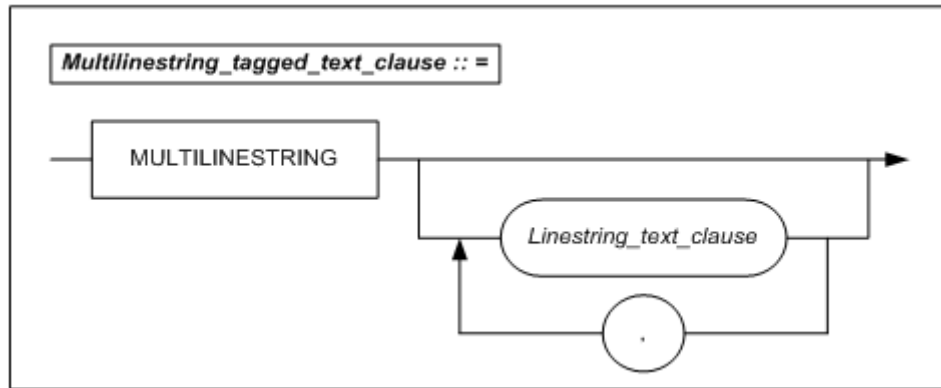 Multilinestring_tagged_text_clause :: =
MULTILINESTRING
Linestring_text_clause
,